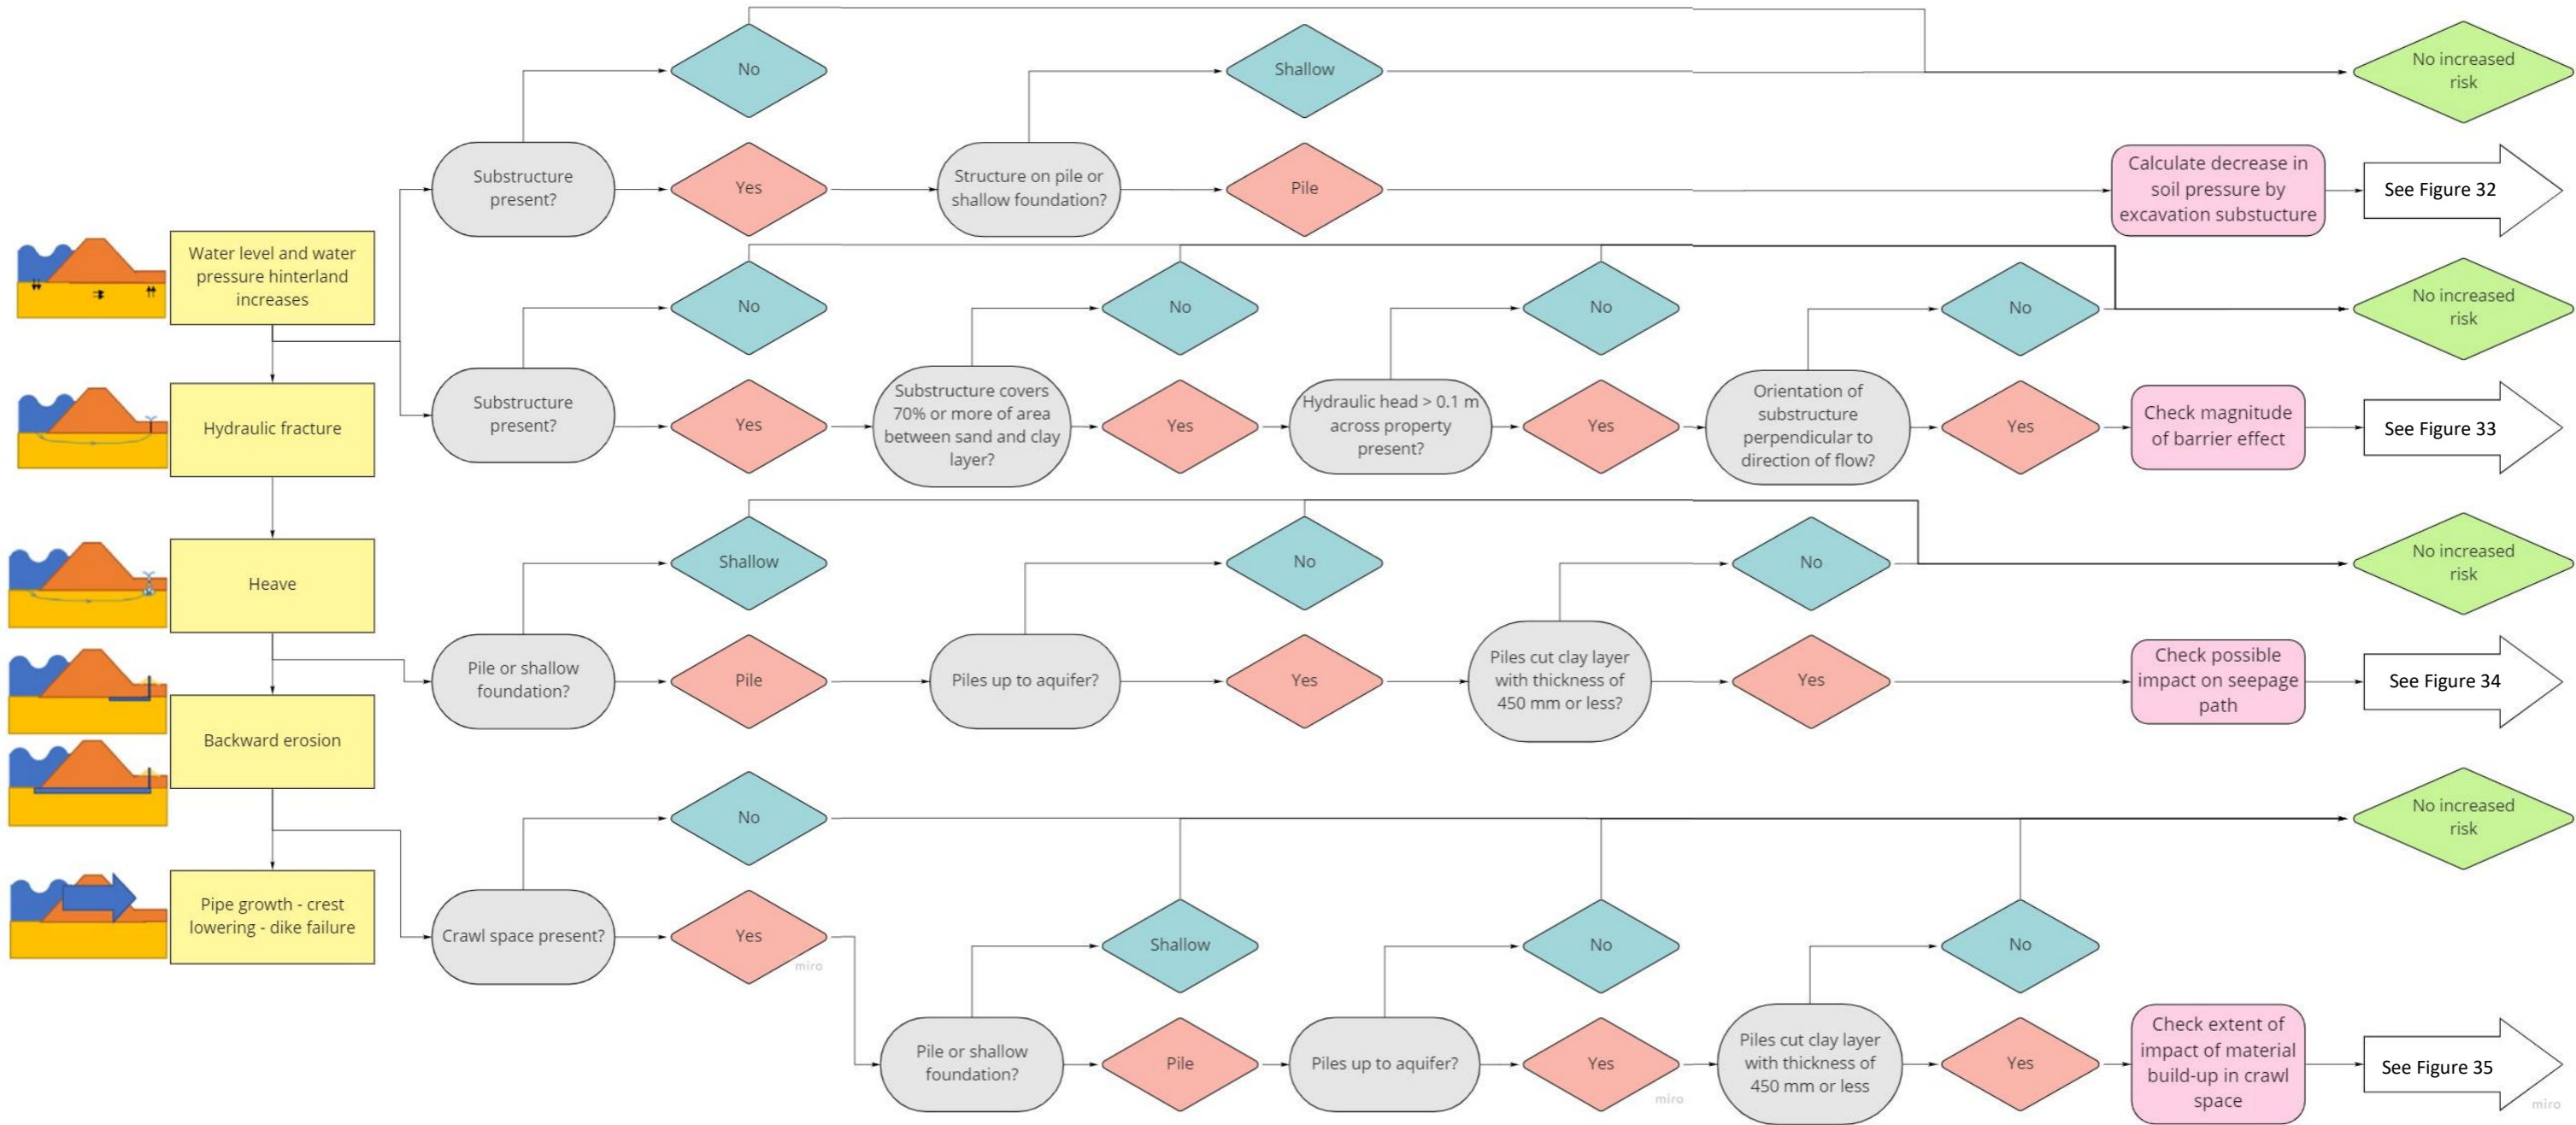 No
Shallow
No increased
risk
Substructure
present?
Yes
Structure on pile or
shallow foundation?
Pile
Calculate decrease in
soil pressure by
excavation substucture
See Figure 32
Water level and water
pressure hinterland
increases
No
No
No
No
No increased
risk
Hydraulic fracture
Substructure
present?
Yes
Substructure covers
70% or more of area
between sand and clay
layer?
Yes
Hydraulic head > 0.1 m
across property
present?
Yes
Orientation of
substructure
perpendicular to
direction of flow?
Yes
Check magnitude
of barrier effect
See Figure 33
Heave
Shallow
No
No
No increased
risk
Pile or shallow
foundation?
Pile
Piles up to aquifer?
Yes
Piles cut clay layer
with thickness of
450 mm or less?
Yes
Check possible
impact on seepage
path
See Figure 34
Backward erosion
No
No increased
risk
Pipe growth - crest
lowering - dike failure
Crawl space present?
Yes
miro
Shallow
No
No
Pile or shallow
foundation?
Pile
Piles up to aquifer?
Yes
miro
Piles cut clay layer
with thickness of
450 mm or less
Yes
Check extent of
impact of material
build-up in crawl
space
See Figure 35
miro